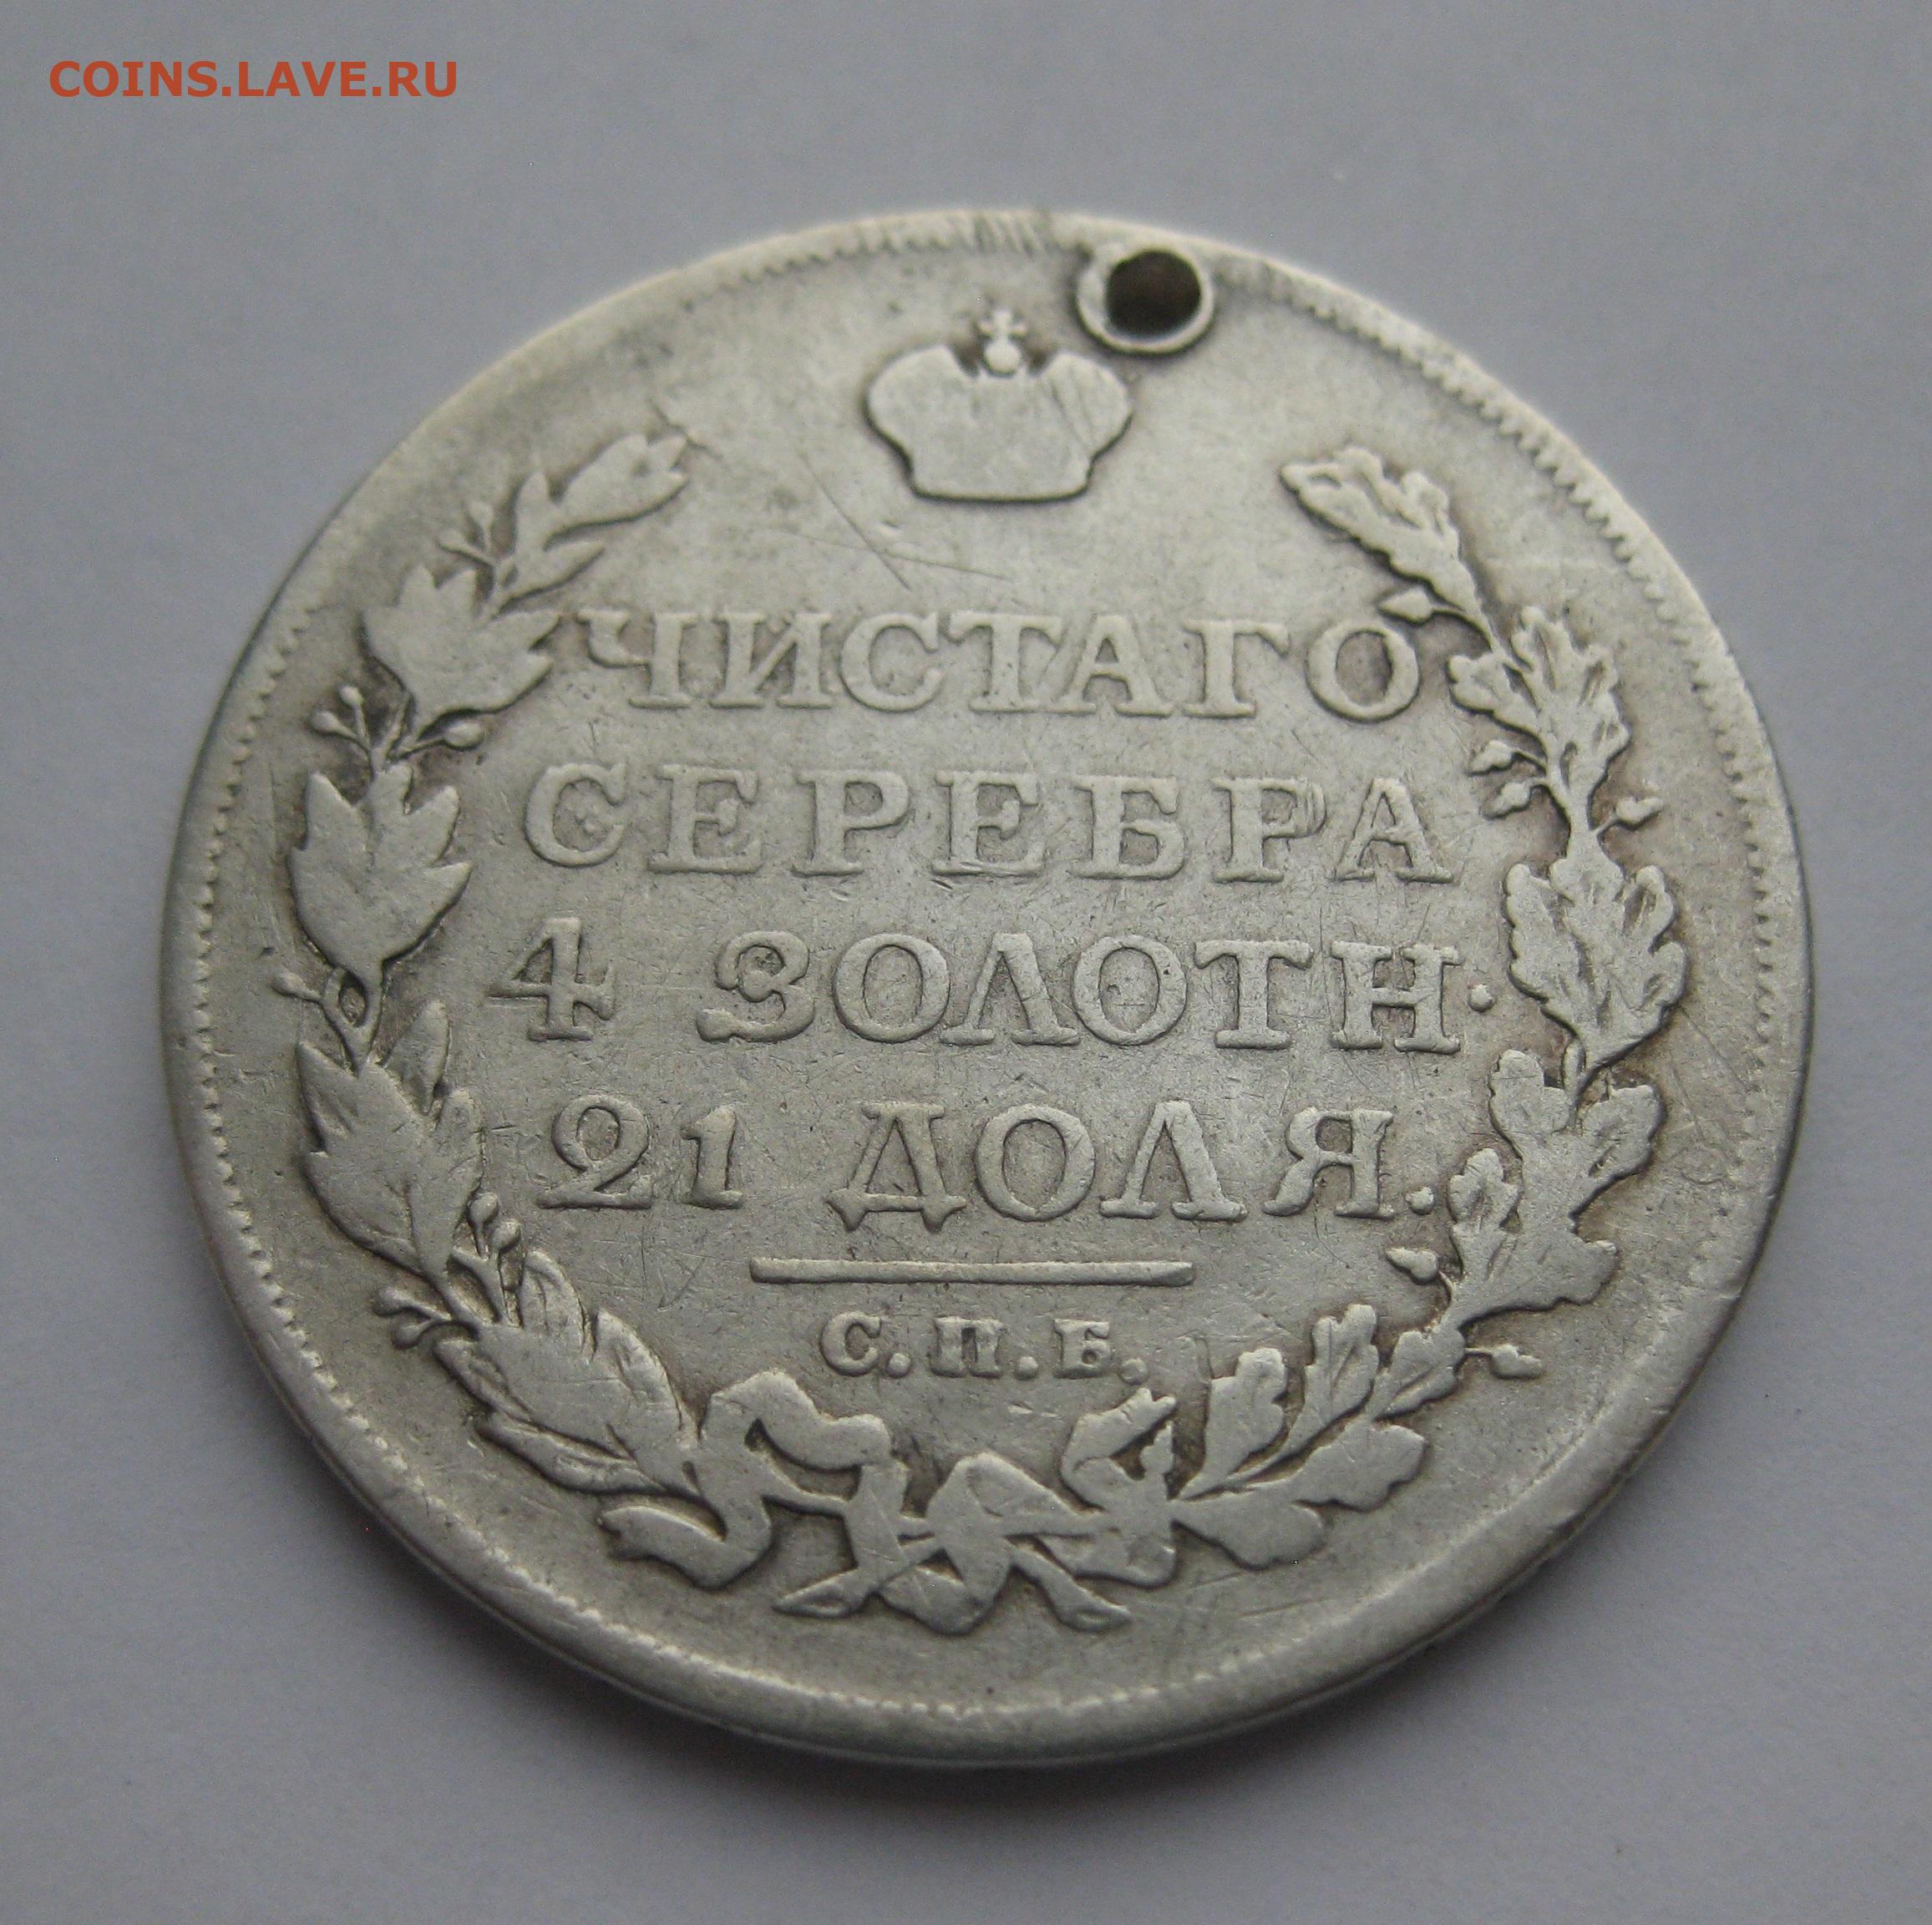 COINS.LAVE.RU
ЧИСТАГО
СЕРЕБРА
4 ЗОЛОТН.
21 ДОЛЯ.
С.П.Б.